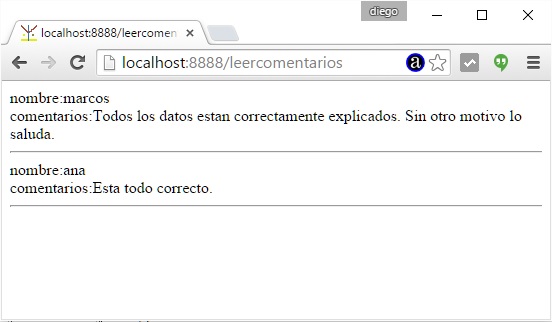 diego
localhost:8888/leercomen
localhost:8888/leercomentarios
a
nombre:marcos
comentarios:Todos los datos estan correctamente explicados. Sin otro motivo lo
saluda.
nombre:ana
comentarios:Esta todo correcto.